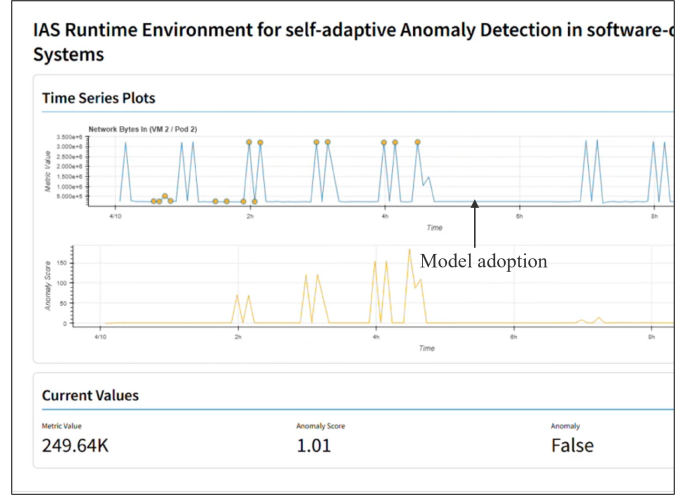 IAS Runtime Environment for self-adaptive Anomaly Detection in software-
Systems
Time Series Plots
Network Bytes In (VM 2 / Pod 2)
3.500e+6
3.000e+6
2.500e+6
2.000e+6
1.500e+6
1.000e+6
5.000e+5
Metric Value
4/10
2h
4h
6h
8h
Time
Model adoption
150
100
50
0
Anomaly Score
4/10
2h
4h
6h
8h
Time
Current Values
Metric Value
Anomaly Score
Anomaly
249.64K
1.01
False